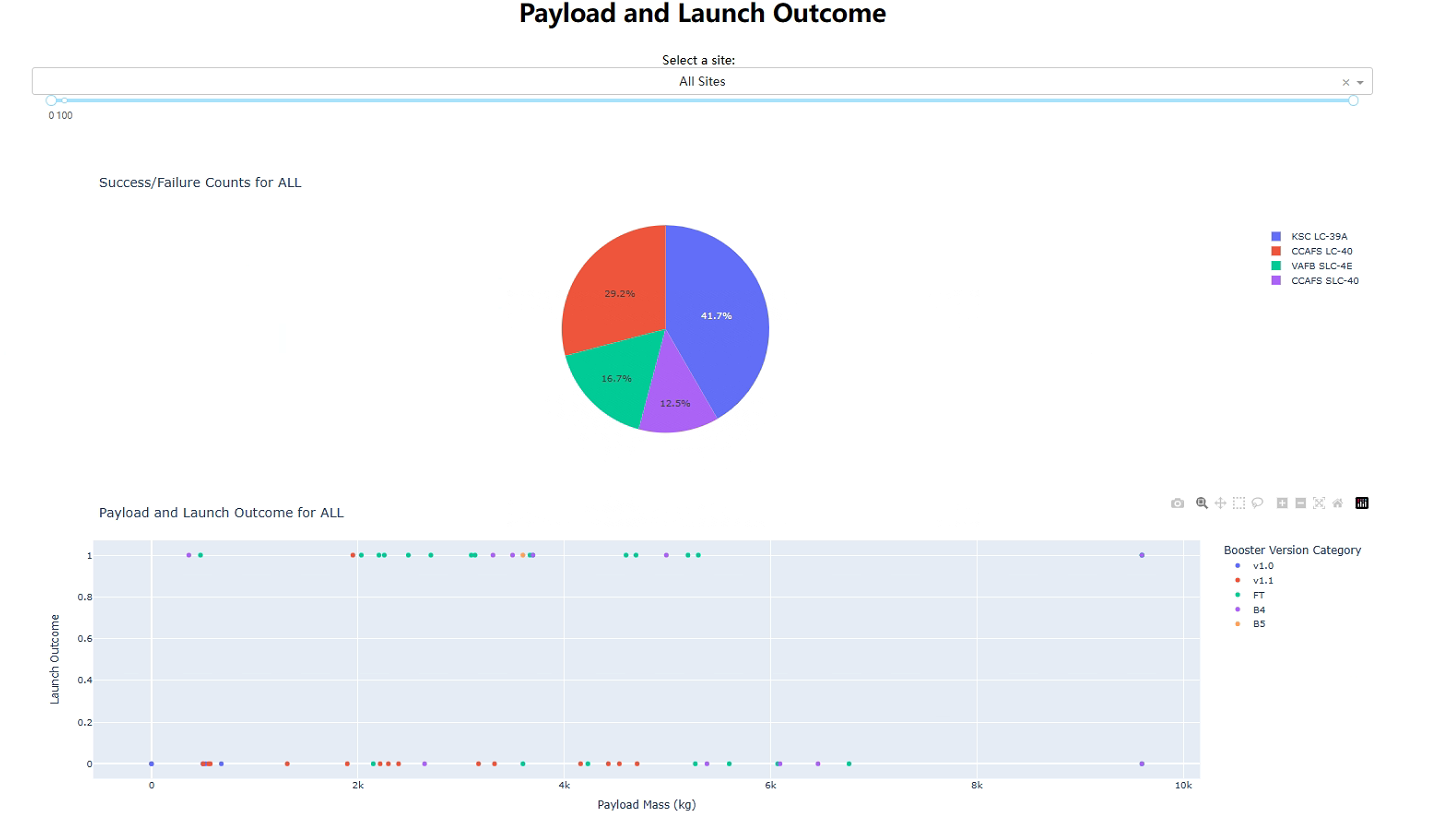 Payload and Launch Outcome
Select a site:
All Sites
0 100
Success/Failure Counts for ALL
KSC LC-39A
CCAFS LC-40
VAFB SLC-4E
CCAFS SLC-40
29.2%
41.7%
16.7%
12.5%
Payload and Launch Outcome for ALL
Booster Version Category
v1.0
v1.1
FT
B4
B5
Launch Outcome
1
0.8
0.6
0.4
0.2
0
0 2k 4k 6k 8k 10k
Payload Mass (kg)